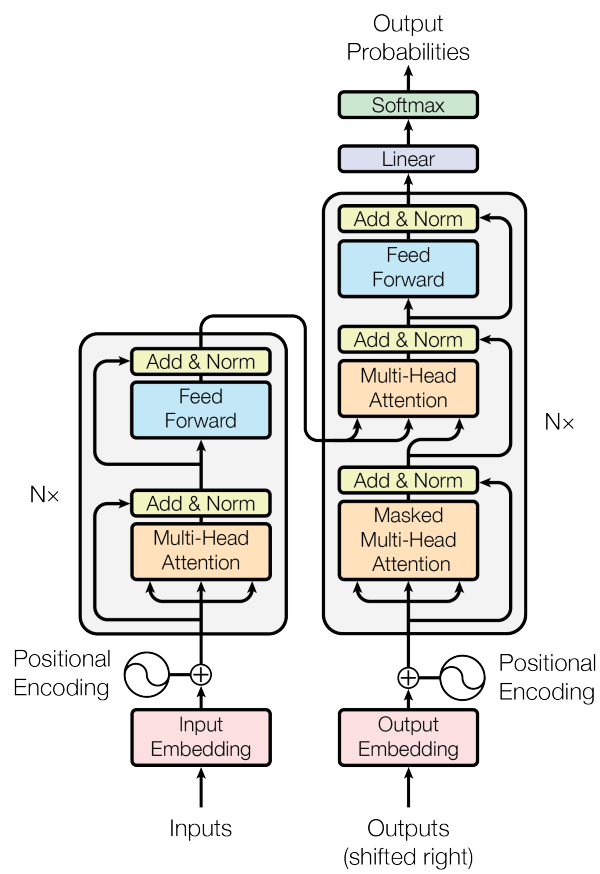 Output
Probabilities
Softmax
Linear
Add & Norm
Feed
Forward
Add & Norm
Multi-Head
Attention
Add & Norm
Masked
Multi-Head
Attention
N×
Add & Norm
Feed
Forward
Add & Norm
Multi-Head
Attention
N×
Positional
Encoding
Positional
Encoding
Input
Embedding
Output
Embedding
Inputs
Outputs
(shifted right)